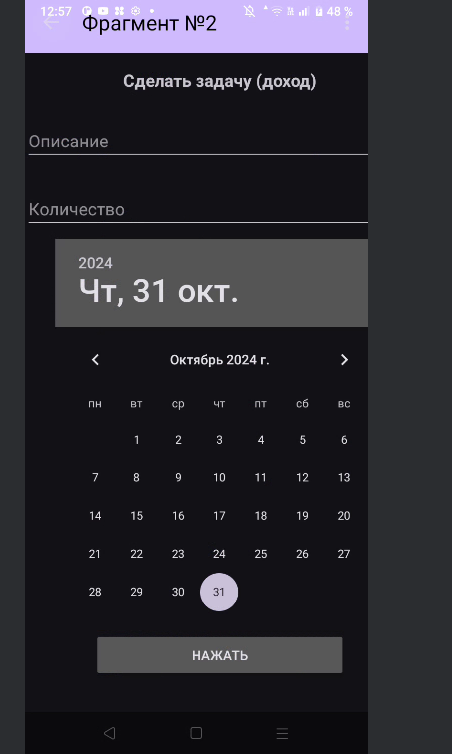 12:57 48 %
Фрагмент №2
Сделать задачу (доход)
Описание
Количество
2024
Чт, 31 окт.
Октябрь 2024 г.
пн вт ср чт пт сб вс
1 2 3 4 5 6
7 8 9 10 11 12 13
14 15 16 17 18 19 20
21 22 23 24 25 26 27
28 29 30 31
НАЖАТЬ